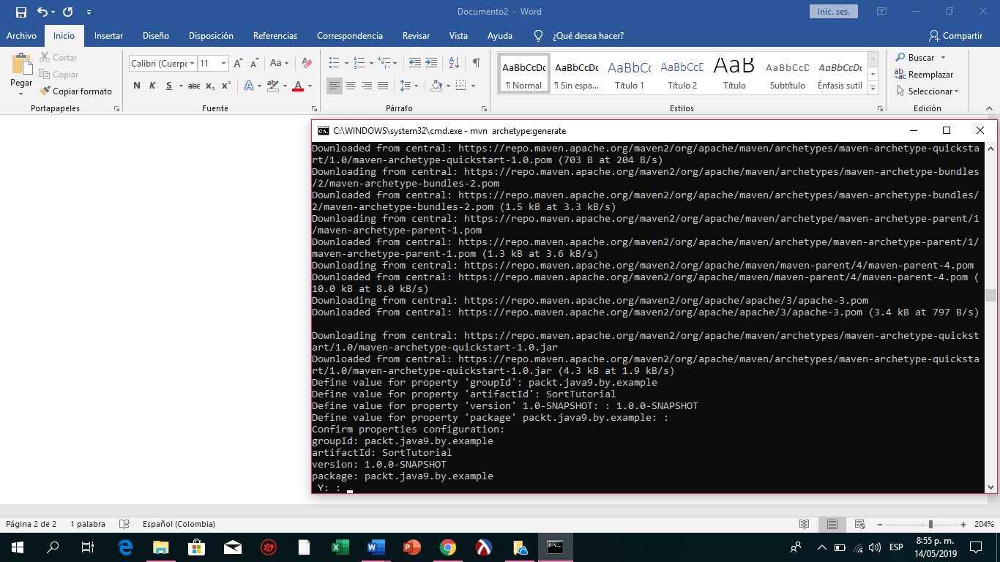 Documento2 - Word
Inic. ses.
Archivo Inicio Insertar Diseño Disposición Referencias Correspondencia Revisar Vista Ayuda ¿Qué desea hacer? Compartir
Pegar
Cortar
Copiar
Copiar formato
Portapapeles
Calibri (Cuerpo 11 A A Aa
N K S abc x₂ x² A ab A
Fuente
Párrafo
AaBbCcDc AaBbCcDc AaBbCc AaBbCcD AaB AaBbCcD AaBbCcDc
¶ Normal ¶ Sin espa... Título 1 Título 2 Título Subtítulo Énfasis sutil
Estilos
Buscar
Reemplazar
Seleccionar
Edición
C:\WINDOWS\system32\cmd.exe - mvn archetype:generate
Downloaded from central: https://repo.maven.apache.org/maven2/org/apache/maven/archetypes/maven-archetype-quicksta
rt/1.0/maven-archetype-quickstart-1.0.pom (703 B at 204 B/s)
Downloading from central: https://repo.maven.apache.org/maven2/org/apache/maven/archetypes/maven-archetype-bundles
/2/maven-archetype-bundles-2.pom
Downloaded from central: https://repo.maven.apache.org/maven2/org/apache/maven/archetypes/maven-archetype-bundles/
2/maven-archetype-bundles-2.pom (1.5 kB at 3.3 kB/s)
Downloading from central: https://repo.maven.apache.org/maven2/org/apache/maven/archetype/maven-archetype-parent/1
/maven-archetype-parent-1.pom
Downloaded from central: https://repo.maven.apache.org/maven2/org/apache/maven/archetype/maven-archetype-parent/1/
maven-archetype-parent-1.pom (1.3 kB at 3.6 kB/s)
Downloading from central: https://repo.maven.apache.org/maven2/org/apache/maven/maven-parent/4/maven-parent-4.pom
Downloaded from central: https://repo.maven.apache.org/maven2/org/apache/maven/maven-parent/4/maven-parent-4.pom (
10.0 kB at 8.0 kB/s)
Downloading from central: https://repo.maven.apache.org/maven2/org/apache/apache/3/apache-3.pom
Downloaded from central: https://repo.maven.apache.org/maven2/org/apache/apache/3/apache-3.pom (3.4 kB at 797 B/s)
Downloading from central: https://repo.maven.apache.org/maven2/org/apache/maven/archetypes/maven-archetype-quickst
art/1.0/maven-archetype-quickstart-1.0.jar
Downloaded from central: https://repo.maven.apache.org/maven2/org/apache/maven/archetypes/maven-archetype-quicksta
rt/1.0/maven-archetype-quickstart-1.0.jar (4.3 kB at 1.9 kB/s)
Define value for property 'groupId': packt.java9.by.example
Define value for property 'artifactId': SortTutorial
Define value for property 'version' 1.0-SNAPSHOT: : 1.0.0-SNAPSHOT
Define value for property 'package' packt.java9.by.example: :
Confirm properties configuration:
groupId: packt.java9.by.example
artifactId: SortTutorial
version: 1.0.0-SNAPSHOT
package: packt.java9.by.example
Y: :
Página 2 de 2 1 palabra Español (Colombia) 204%
ESP 8:55 p. m.
14/05/2019